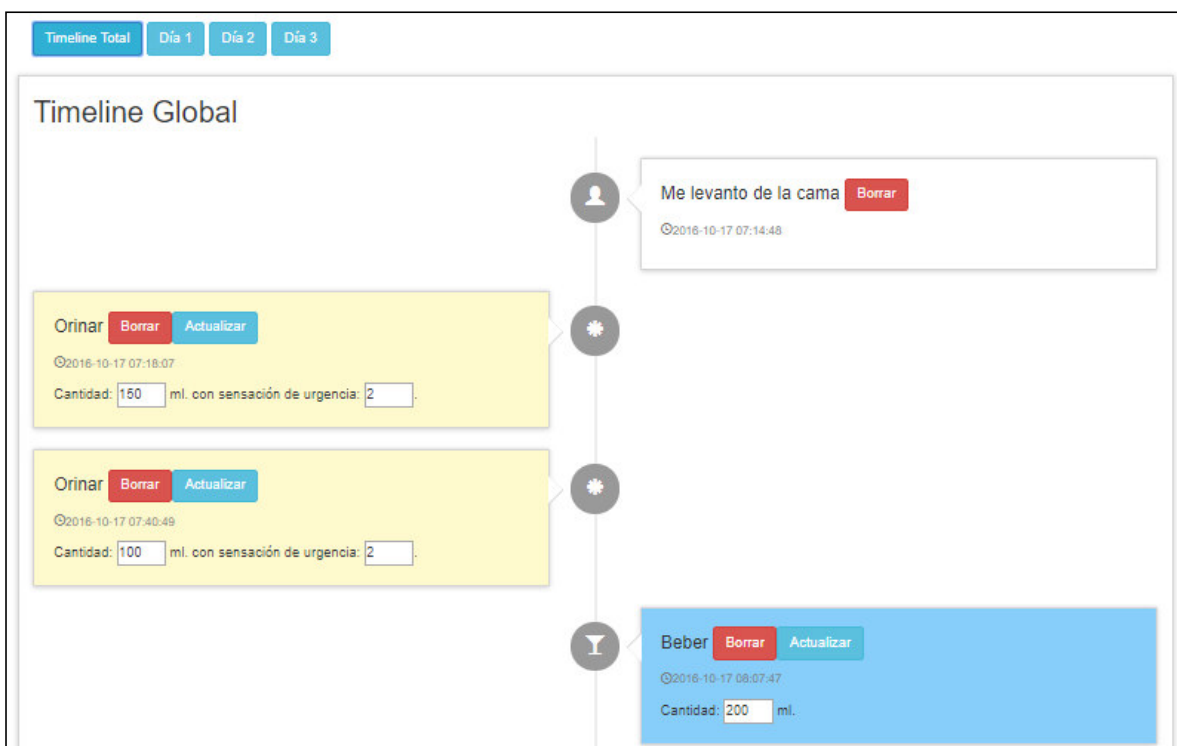 Timeline Total Día 1 Día 2 Día 3
Timeline Global
Me levanto de la cama Borrar
2016-10-17 07:14:48
Orinar Borrar Actualizar
2016-10-17 07:18:07
Cantidad: 150 ml. con sensación de urgencia: 2 .
Orinar Borrar Actualizar
2016-10-17 07:40:49
Cantidad: 100 ml. con sensación de urgencia: 2 .
Beber Borrar Actualizar
2016-10-17 08:07:47
Cantidad: 200 ml.